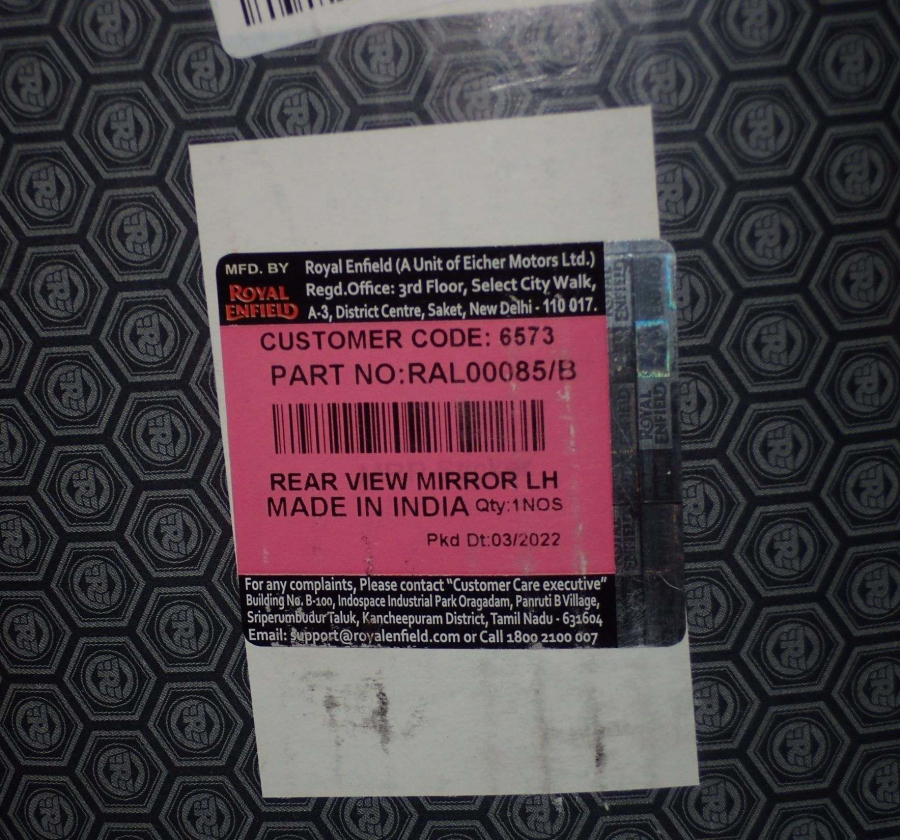 MFD. BY Royal Enfield (A Unit of Eicher Motors Ltd.)
ROYAL ENFIELD Regd.Office: 3rd Floor, Select City Walk,
A-3, District Centre, Saket, New Delhi - 110 017.
CUSTOMER CODE: 6573
PART NO:RAL00085/B
REAR VIEW MIRROR LH
MADE IN INDIA Qty:1NOS
Pkd Dt:03/2022
For any complaints, Please contact "Customer Care executive"
Building No. B-100, Indospace Industrial Park Oragadam, Panruti B Village,
Sriperumbudur Taluk, Kancheepuram District, Tamil Nadu - 631604
Email: support@royalenfield.com or Call 1800 2100 007
ROYAL
ENFIELD